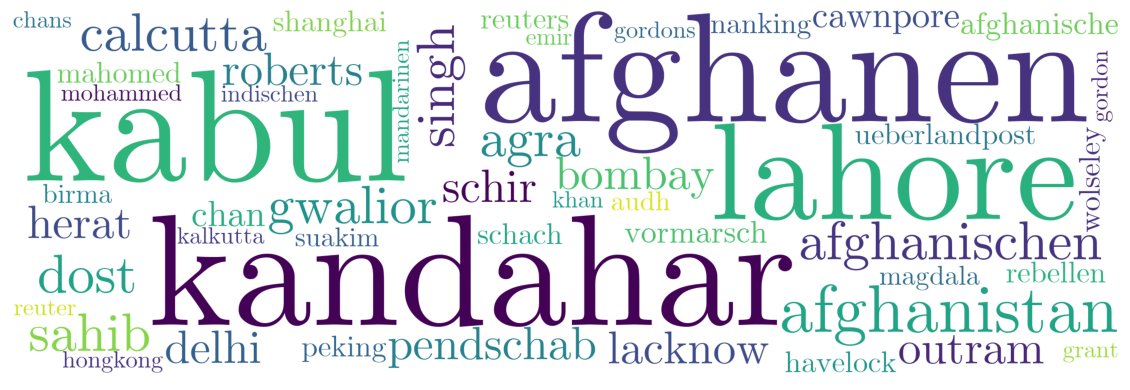 chans
calcutta
shanghai
reuters
emir
gordons
nanking
cawnpore
afghanische
mahomed
mohammed
roberts
indischen
mandarinen
singh
afghanen
gordon
kabul
agra
lahore
ueberlandpost
wolseley
birma
herat
chan
kalkutta
gwalior
suakim
schir
bombay
khan
audh
schach
vormarsch
afghanischen
magdala
rebellen
dost
kandahar
afghanistan
reuter
sahib
hongkong
delhi
peking
pendschab
lacknow
havelock
outram
grant